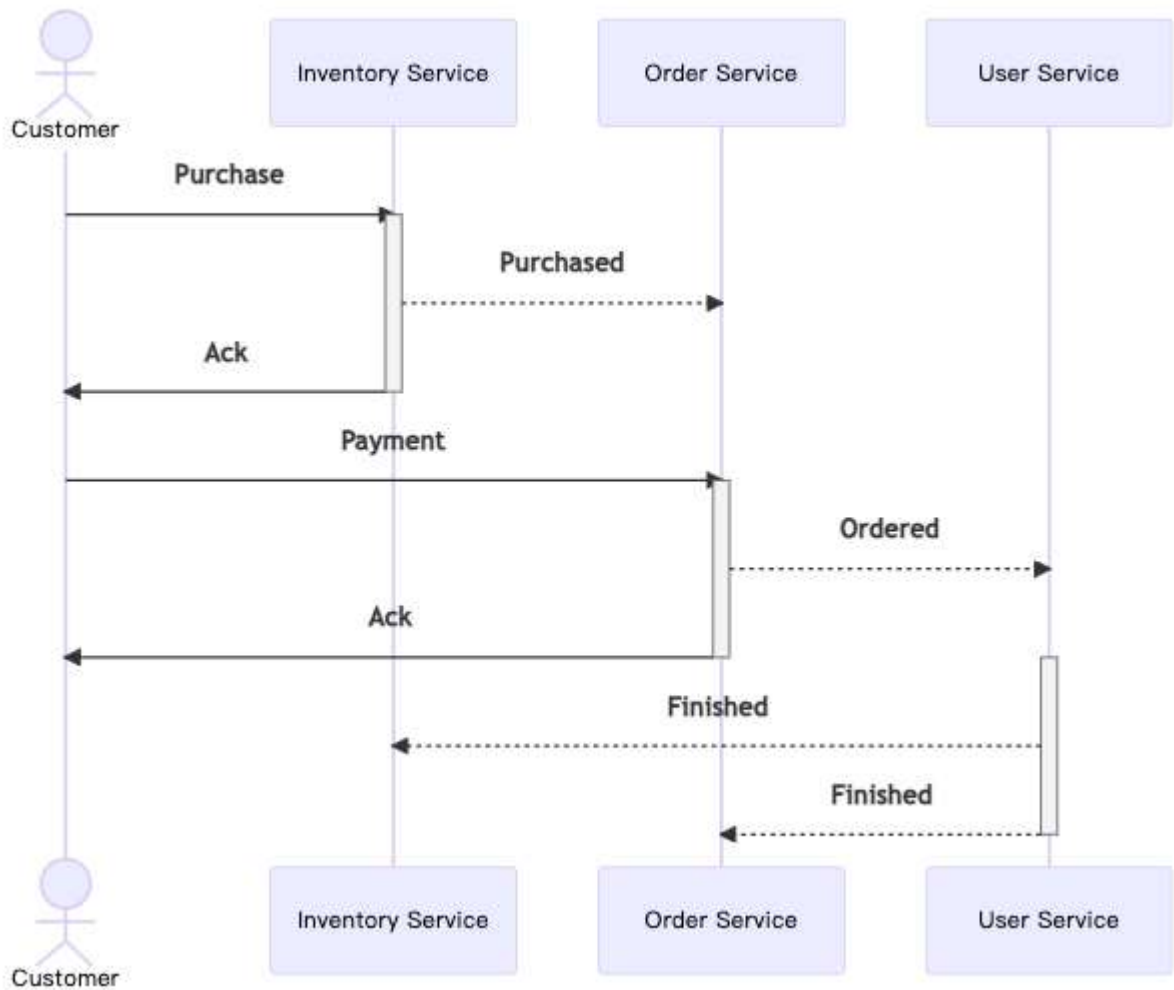 Customer
Inventory Service
Order Service
User Service
Purchase
Purchased
Ack
Payment
Ordered
Ack
Finished
Finished
Customer
Inventory Service
Order Service
User Service